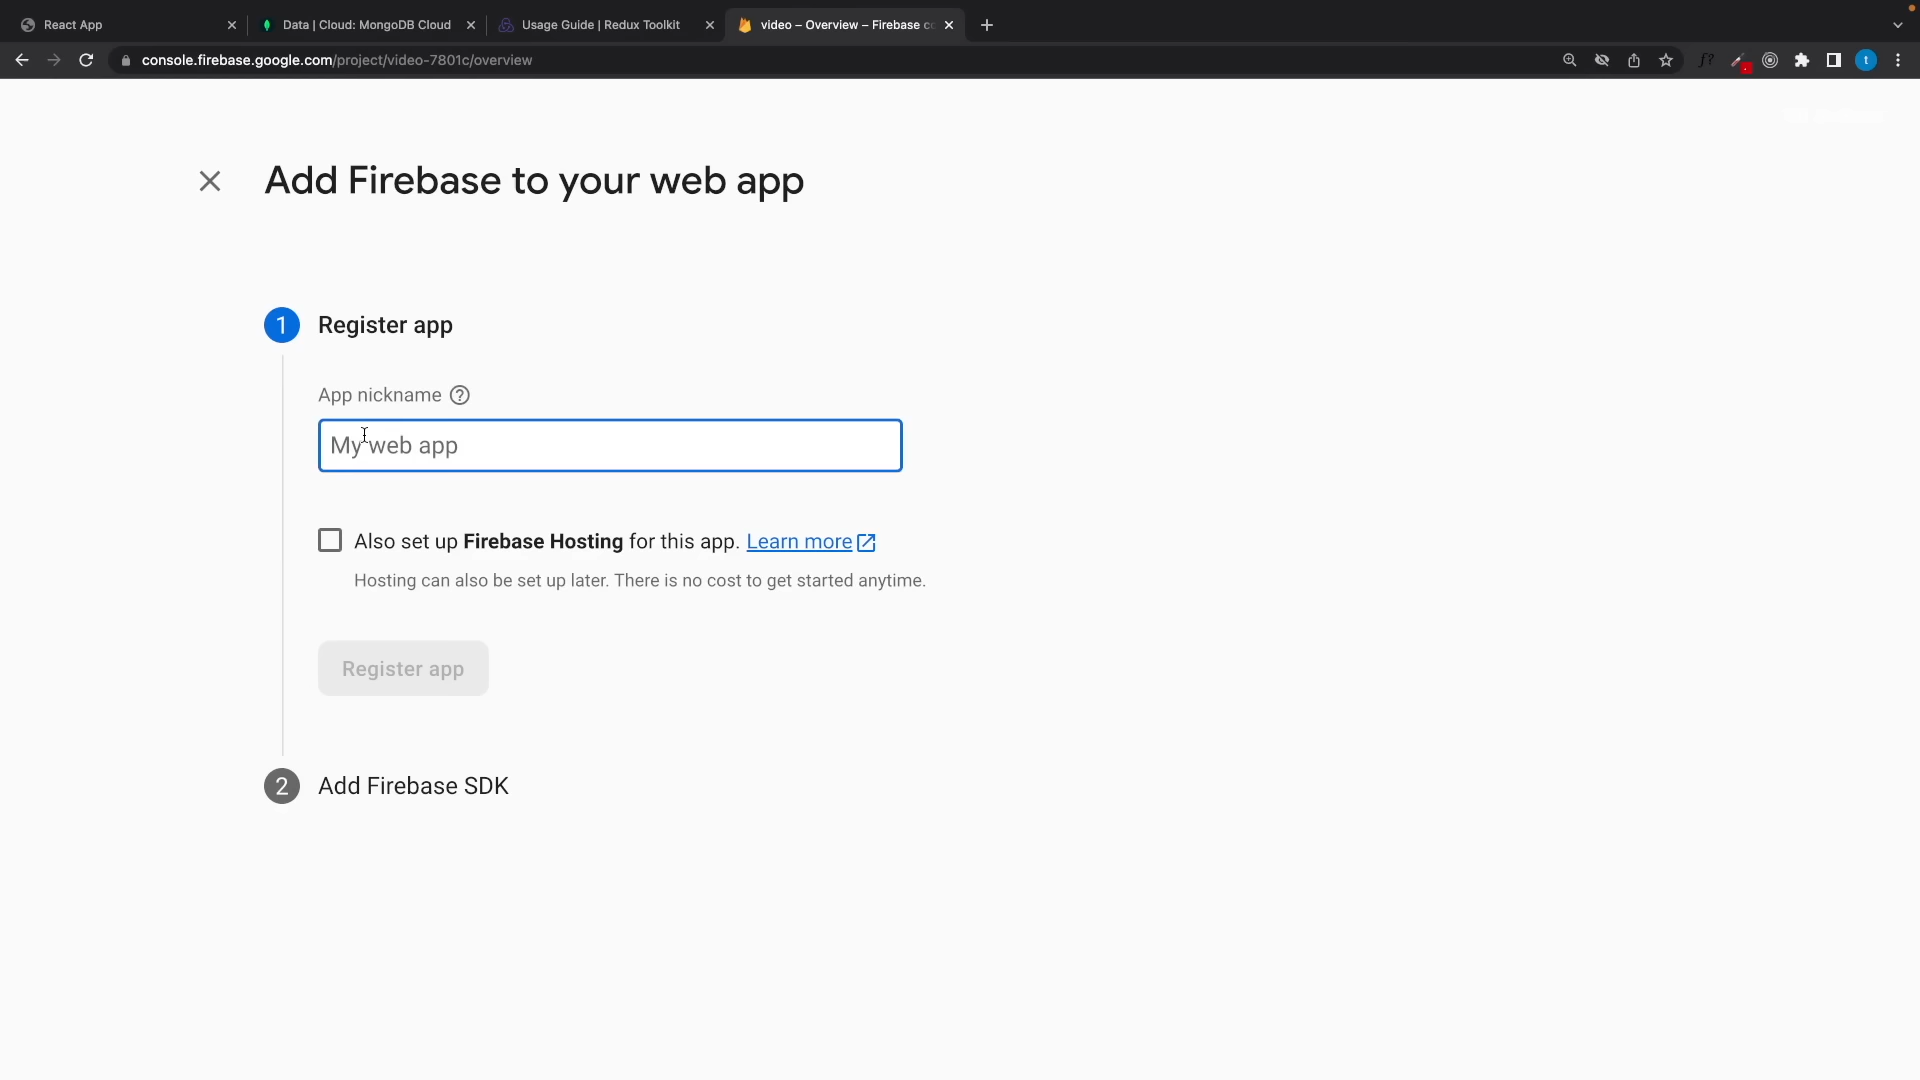 React App
Data | Cloud: MongoDB Cloud
Usage Guide | Redux Toolkit
video – Overview – Firebase co
console.firebase.google.com/project/video-7801c/overview
f?
t
Add Firebase to your web app
1 Register app
App nickname
My web app
Also set up Firebase Hosting for this app. Learn more
Hosting can also be set up later. There is no cost to get started anytime.
Register app
2 Add Firebase SDK